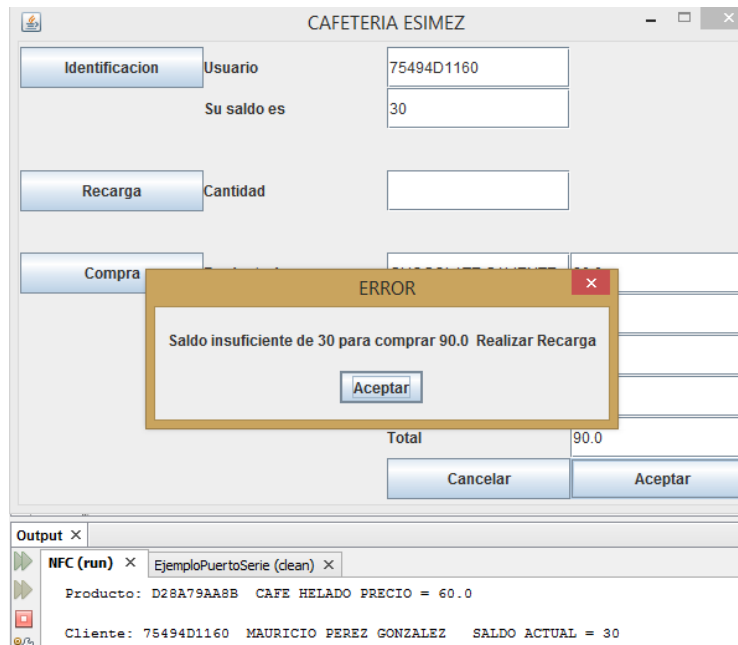 CAFETERIA ESIMEZ
Identificacion Usuario 75494D1160
Su saldo es 30
Recarga Cantidad
Compra
ERROR
Saldo insuficiente de 30 para comprar 90.0 Realizar Recarga
Aceptar
Total 90.0
Cancelar Aceptar
Output
NFC (run) EjemploPuertoSerie (clean)
Producto: D28A79AA8B CAFE HELADO PRECIO = 60.0
Cliente: 75494D1160 MAURICIO PEREZ GONZALEZ SALDO ACTUAL = 30